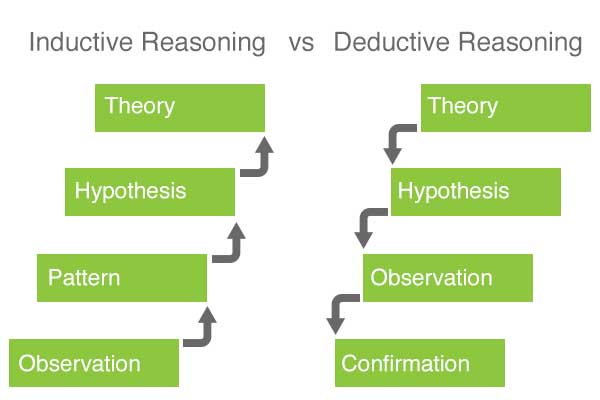 Inductive Reasoning vs Deductive Reasoning
Theory
Hypothesis
Pattern
Observation
Theory
Hypothesis
Observation
Confirmation